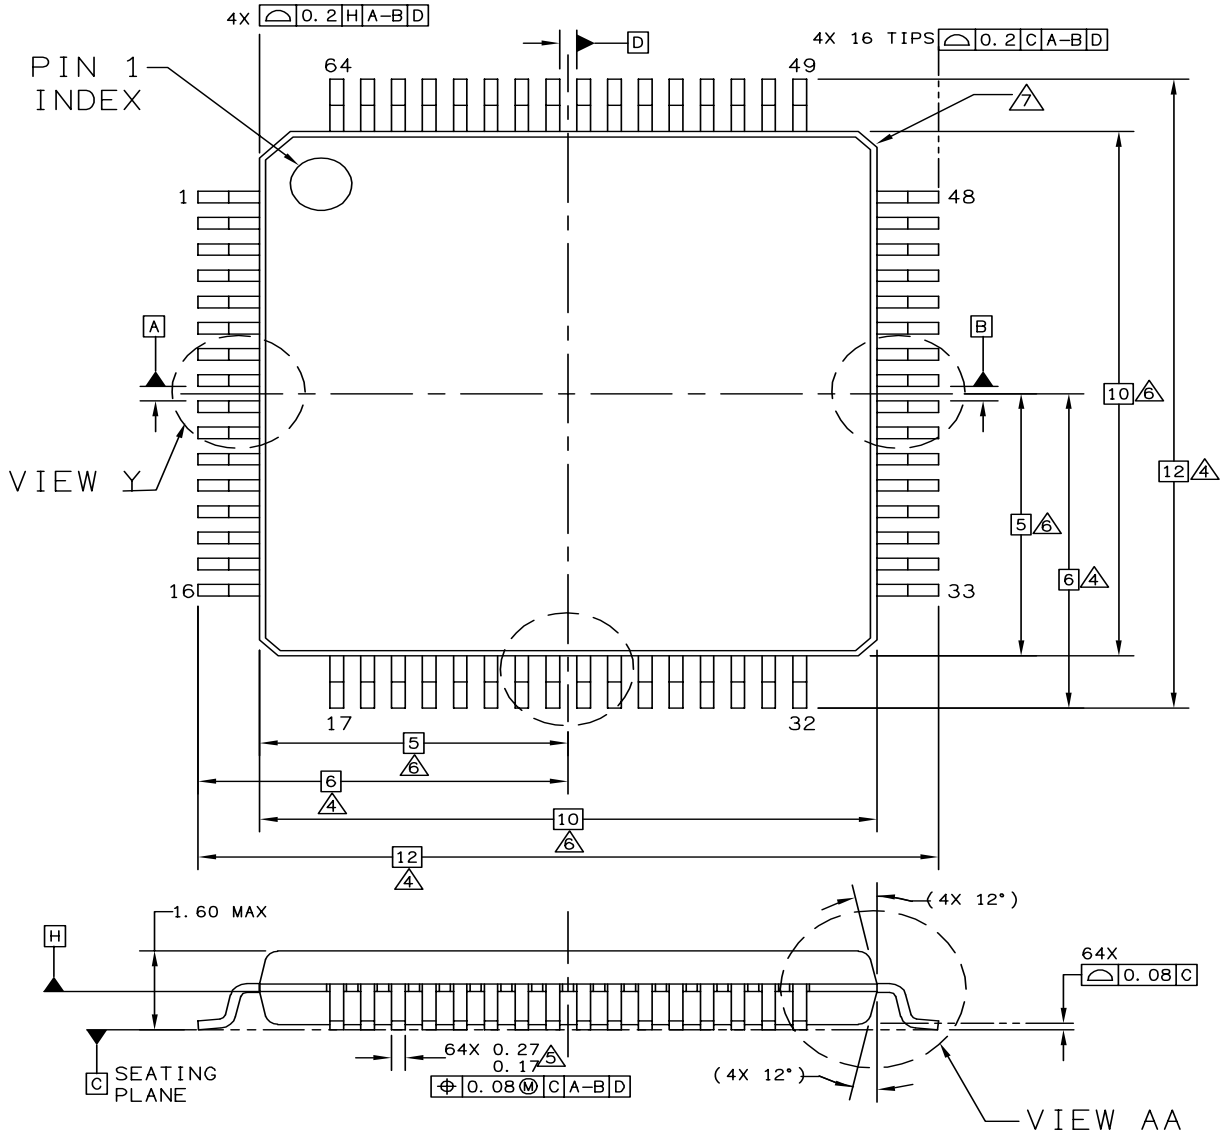 4X ⌓ 0.2 H A-B D
D
4X 16 TIPS ⌓ 0.2 C A-B D
PIN 1
INDEX
64
49
7
1
48
A
B
10 6
VIEW Y
12 4
5 6
6 4
16
33
17
32
5
6
6
4
10
6
12
4
1.60 MAX
(4X 12°)
H
64X
⌓ 0.08 C
64X 0.27
0.17 5
⌖ 0.08 Ⓜ C A-B D
C SEATING
PLANE
(4X 12°)
VIEW AA